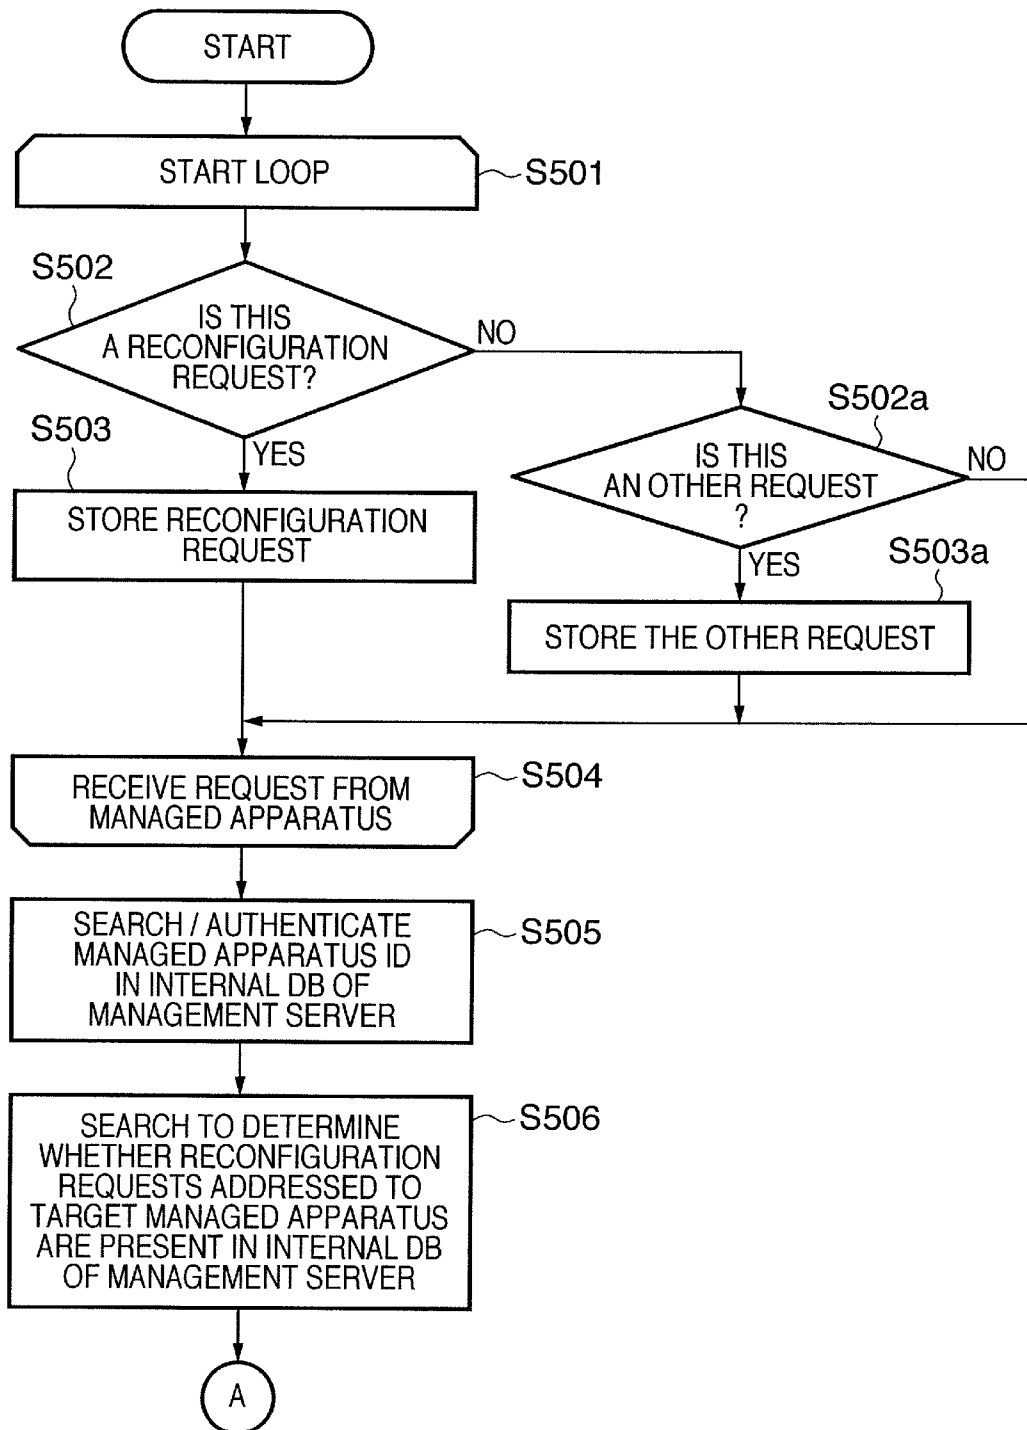 START
START LOOP
S501
S502
IS THIS
A RECONFIGURATION
REQUEST?
NO
YES
S502a
IS THIS
AN OTHER REQUEST
?
NO
YES
S503
STORE RECONFIGURATION
REQUEST
S503a
STORE THE OTHER REQUEST
RECEIVE REQUEST FROM
MANAGED APPARATUS
S504
SEARCH / AUTHENTICATE
MANAGED APPARATUS ID
IN INTERNAL DB OF
MANAGEMENT SERVER
S505
SEARCH TO DETERMINE
WHETHER RECONFIGURATION
REQUESTS ADDRESSED TO
TARGET MANAGED APPARATUS
ARE PRESENT IN INTERNAL DB
OF MANAGEMENT SERVER
S506
A